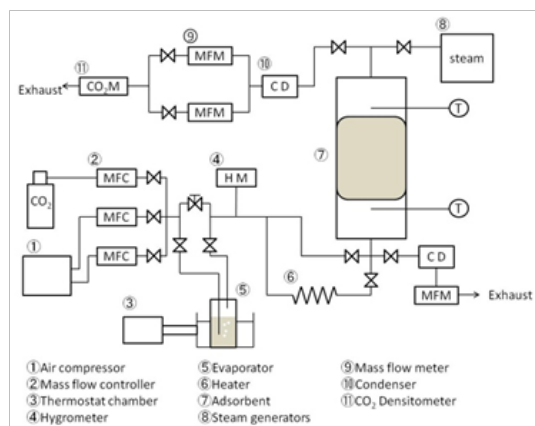 ⑧
steam
⑨
MFM
⑩
C D
⑪
CO₂M
Exhaust
MFM
T
⑦
T
②
MFC
CO₂
④
H M
MFC
①
MFC
⑥
C D
⑤
③
MFM
Exhaust
①Air compressor
②Mass flow controller
③Thermostat chamber
④Hygrometer
⑤Evaporator
⑥Heater
⑦Adsorbent
⑧Steam generators
⑨Mass flow meter
⑩Condenser
⑪CO₂ Densitometer